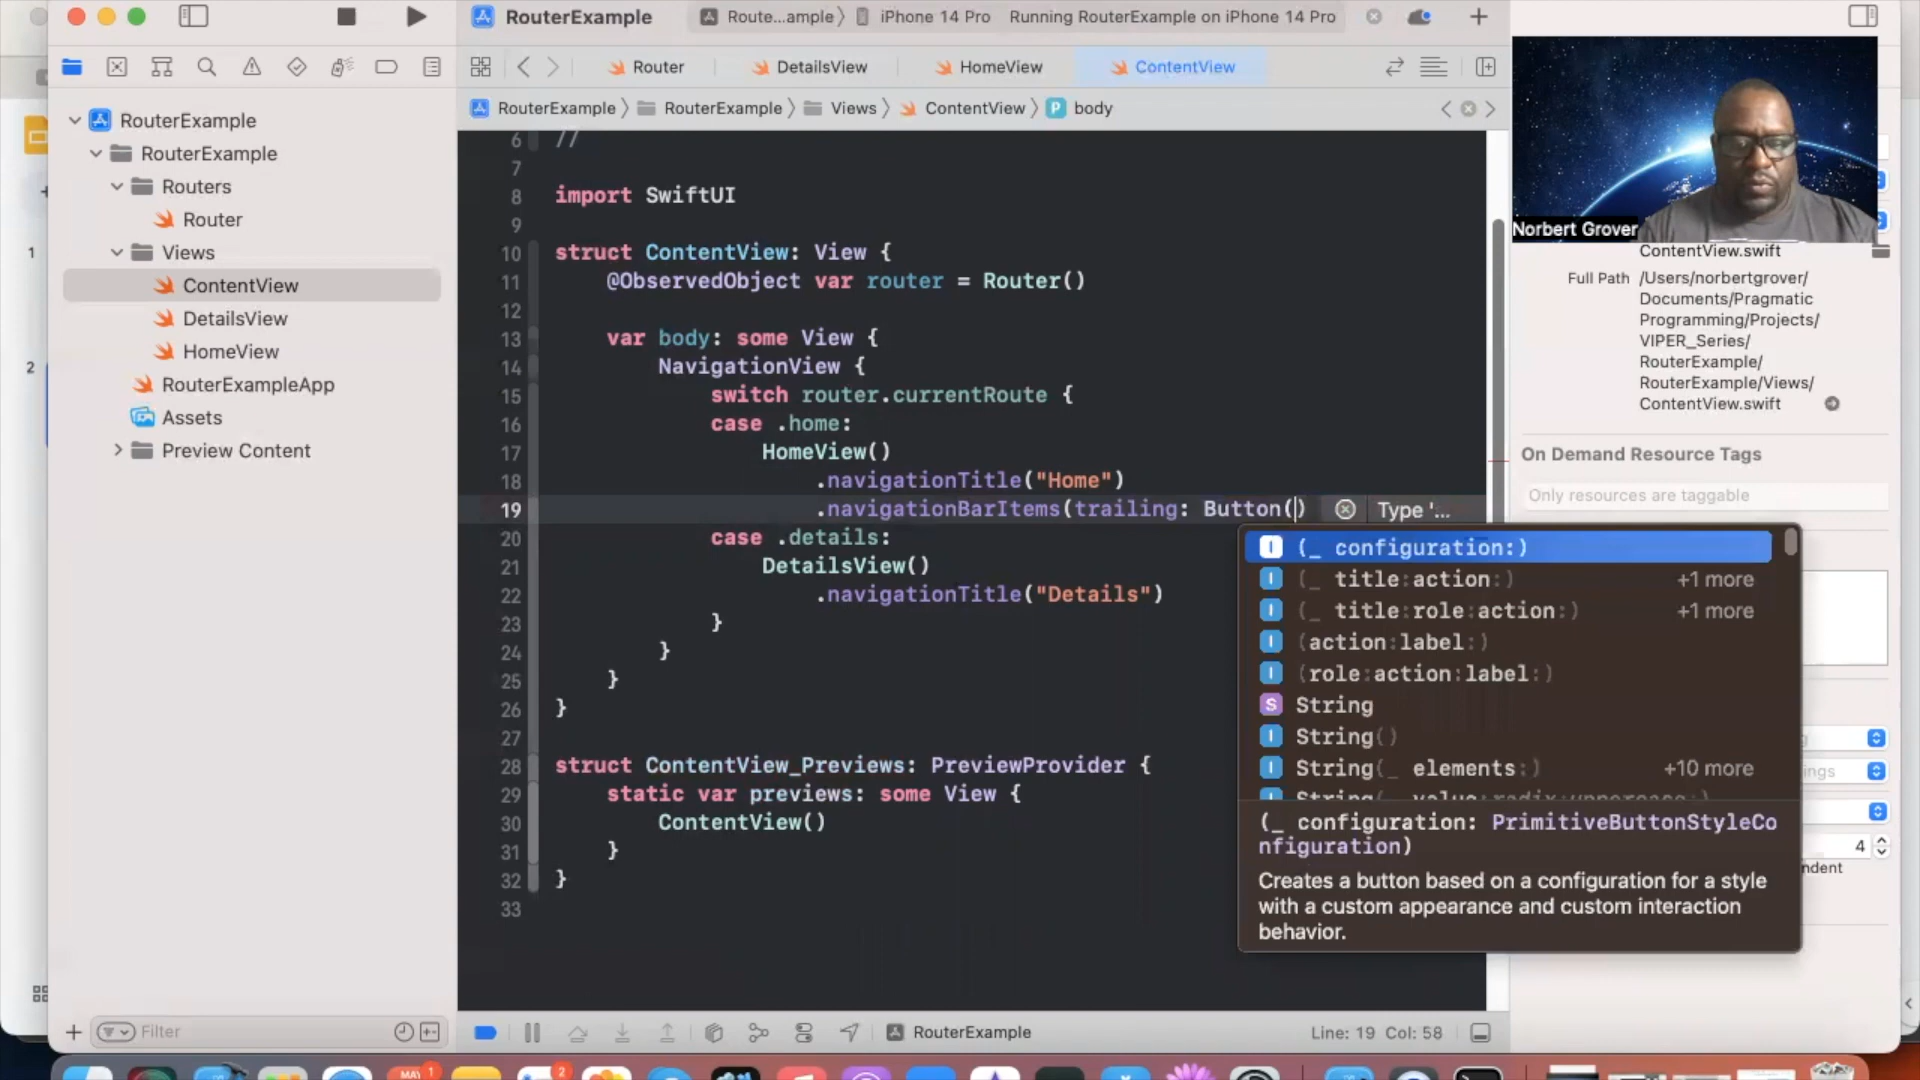 RouterExample
Route...ample
iPhone 14 Pro
Running RouterExample on iPhone 14 Pro
Router
DetailsView
HomeView
ContentView
RouterExample
RouterExample
Views
ContentView
body
RouterExample
RouterExample
Routers
Router
Views
ContentView
DetailsView
HomeView
RouterExampleApp
Assets
Preview Content
1
2
Filter
6 //
7
8 import SwiftUI
9
10 struct ContentView: View {
11 @ObservedObject var router = Router()
12
13 var body: some View {
14 NavigationView {
15 switch router.currentRoute {
16 case .home:
17 HomeView()
18 .navigationTitle("Home")
19 .navigationBarItems(trailing: Button()
Type '...
20 case .details:
21 DetailsView()
22 .navigationTitle("Details")
23 }
24 }
25 }
26 }
27
28 struct ContentView_Previews: PreviewProvider {
29 static var previews: some View {
30 ContentView()
31 }
32 }
33
(_ configuration:)
(_ title:action:) +1 more
(_ title:role:action:) +1 more
(action:label:)
(role:action:label:)
String
String()
String(_ elements:) +10 more
(_ configuration: PrimitiveButtonStyleCo
nfiguration)
Creates a button based on a configuration for a style
with a custom appearance and custom interaction
behavior.
Norbert Grover
ContentView.swift
Full Path /Users/norbertgrover/
Documents/Pragmatic
Programming/Projects/
VIPER_Series/
RouterExample/
RouterExample/Views/
ContentView.swift
On Demand Resource Tags
Only resources are taggable
4
RouterExample
Line: 19 Col: 58
MAY
1
2